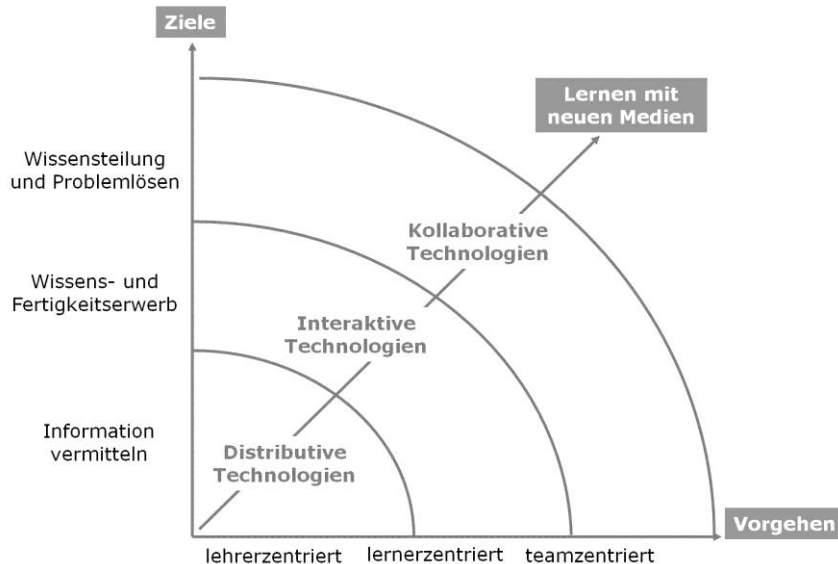 Ziele
Lernen mit
neuen Medien
Wissensteilung
und Problemlösen
Kollaborative
Technologien
Wissens- und
Fertigkeitserwerb
Interaktive
Technologien
Information
vermitteln
Distributive
Technologien
Vorgehen
lehrerzentriert
lernerzentriert
teamzentriert